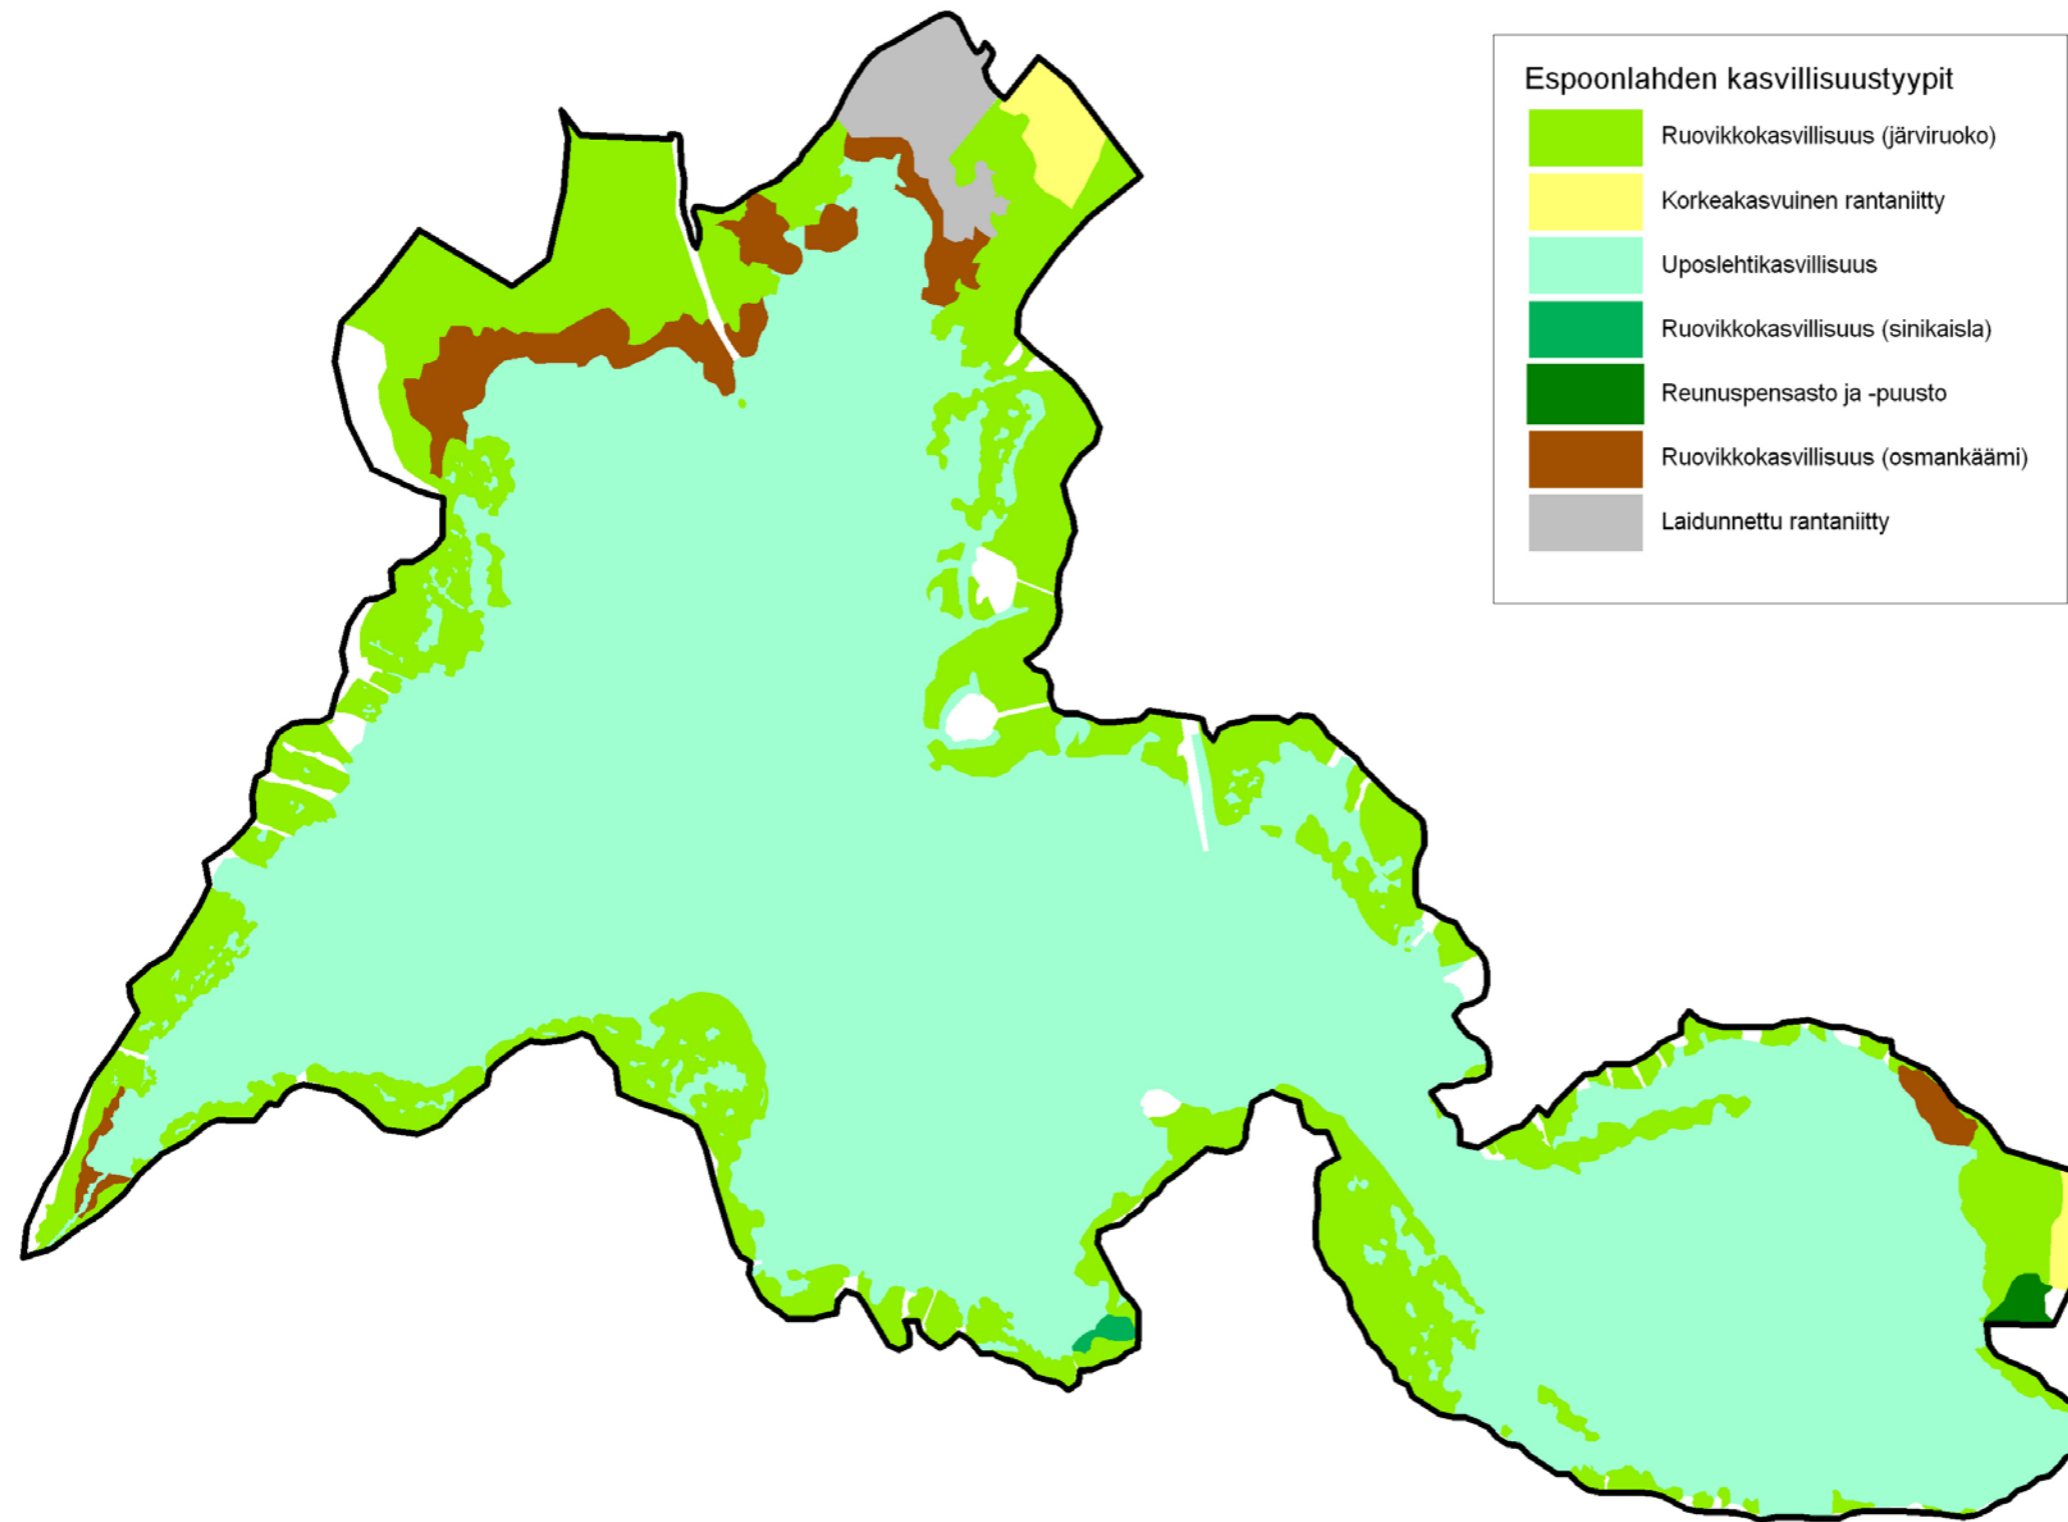 Espoonlahden kasvillisuustyypit
Ruovikkokasvillisuus (järviruoko)
Korkeakasvuinen rantaniitty
Uposlehtikasvillisuus
Ruovikkokasvillisuus (sinikaisla)
Reunuspensasto ja -puusto
Ruovikkokasvillisuus (osmankäämi)
Laidunnettu rantaniitty